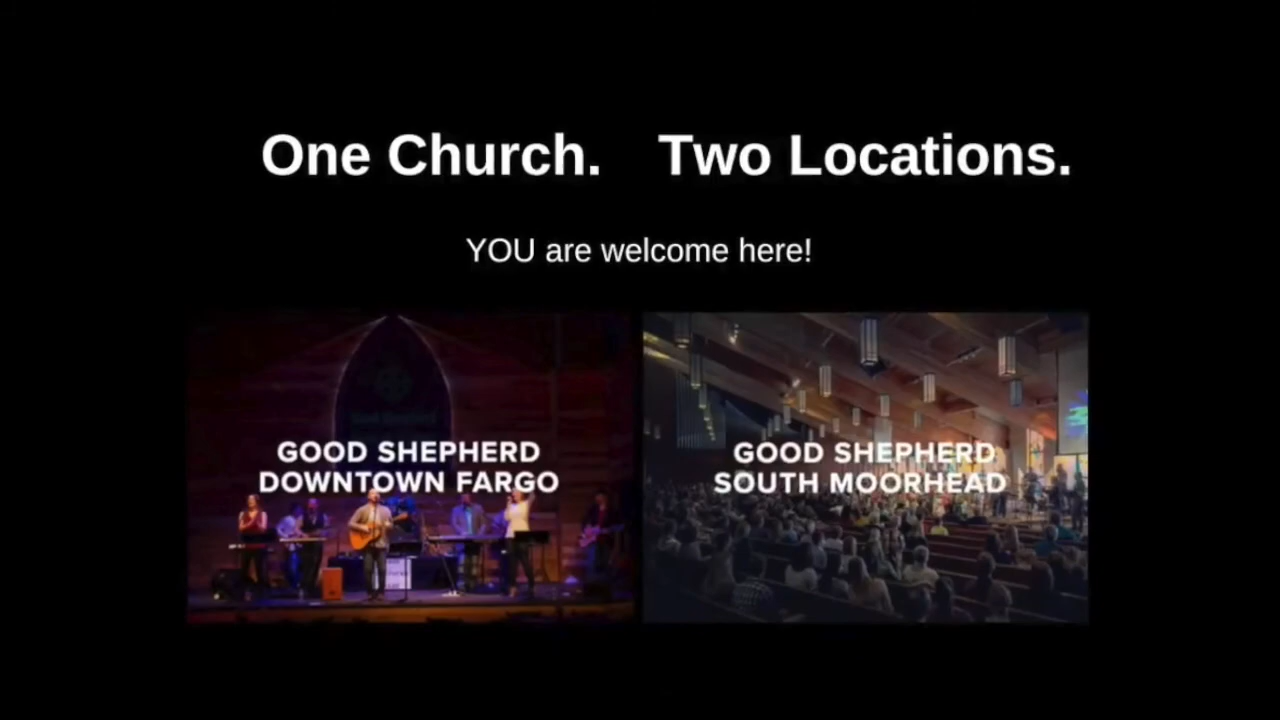 One Church. Two Locations.
YOU are welcome here!
GOOD SHEPHERD
DOWNTOWN FARGO
GOOD SHEPHERD
SOUTH MOORHEAD